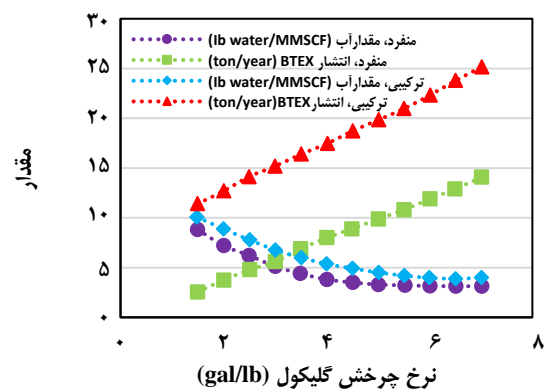 ۳۰
۲۵
۲۰
۱۵
۱۰
۵
۰
۰ ۲ ۴ ۶ ۸
مقدار
نرخ چرخش گلیکول (gal/lb)
منفرد، مقدارآب (lb water/MMSCF)
منفرد، انتشار BTEX (ton/year)
ترکیبی، مقدارآب (lb water/MMSCF)
ترکیبی، انتشارBTEX (ton/year)